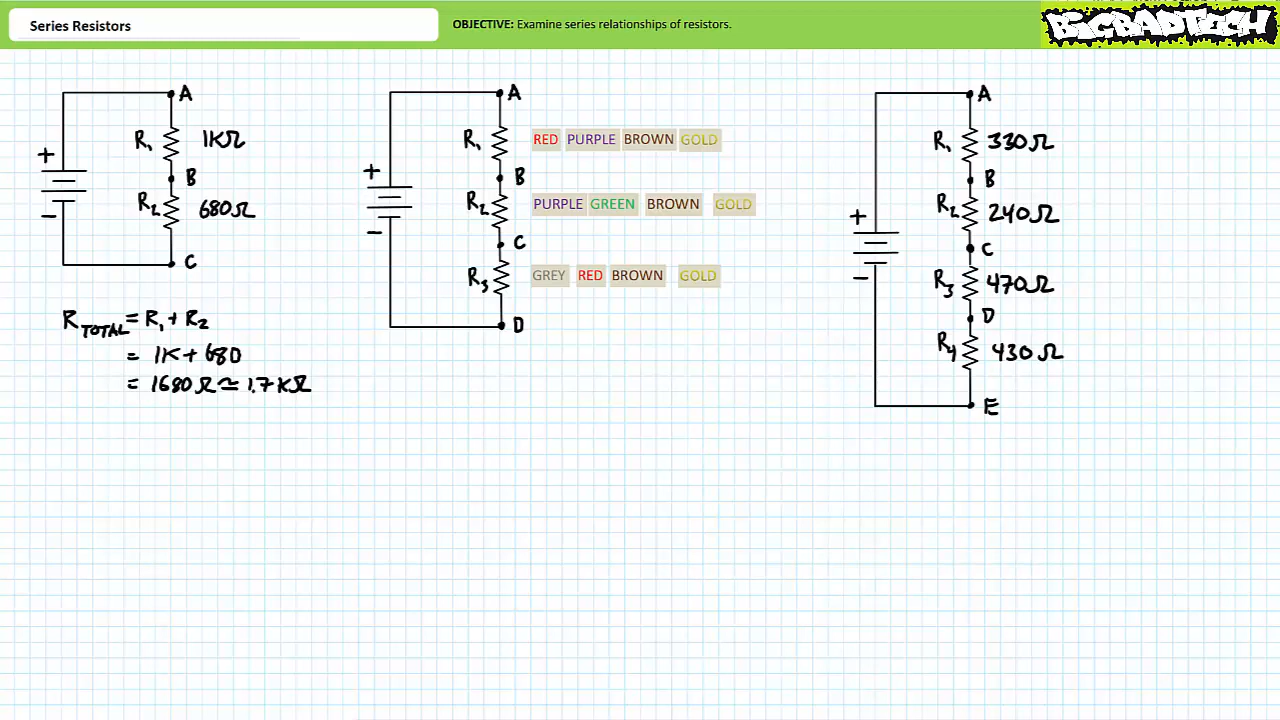 Series Resistors
OBJECTIVE: Examine series relationships of resistors.
BIGBADTECH
A
R1 1KΩ
+
B
R2 680Ω
−
C
RTOTAL = R1 + R2
= 1K + 680
= 1680Ω ≃ 1.7KΩ
A
R1 RED PURPLE BROWN GOLD
+
B
R2 PURPLE GREEN BROWN GOLD
−
C
R3 GREY RED BROWN GOLD
D
A
R1 330Ω
B
R2 240Ω
+
C
−
R3 470Ω
D
R4 430Ω
E